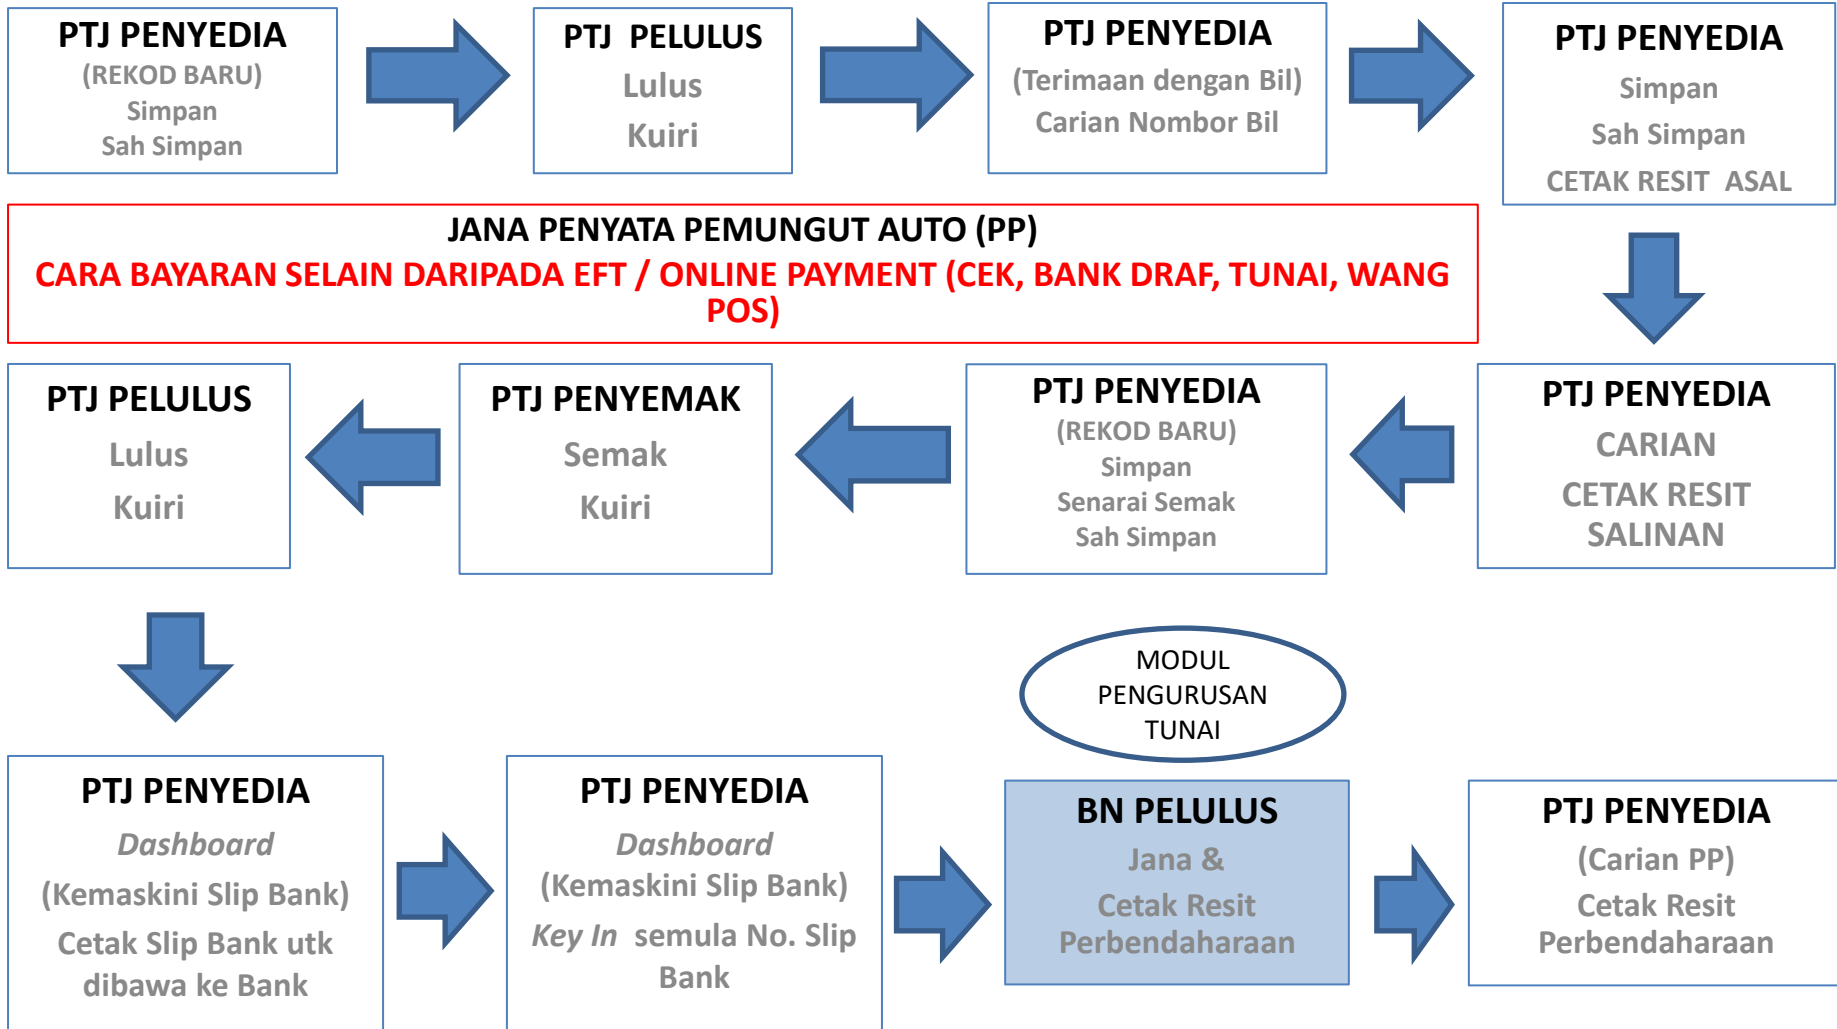 PTJ PENYEDIA
(REKOD BARU)
Simpan
Sah Simpan
PTJ PELULUS
Lulus
Kuiri
PTJ PENYEDIA
(Terimaan dengan Bil)
Carian Nombor Bil
PTJ PENYEDIA
Simpan
Sah Simpan
CETAK RESIT ASAL
JANA PENYATA PEMUNGUT AUTO (PP)
CARA BAYARAN SELAIN DARIPADA EFT / ONLINE PAYMENT (CEK, BANK DRAF, TUNAI, WANG
POS)
PTJ PENYEDIA
CARIAN
CETAK RESIT
SALINAN
PTJ PENYEDIA
(REKOD BARU)
Simpan
Senarai Semak
Sah Simpan
PTJ PENYEMAK
Semak
Kuiri
PTJ PELULUS
Lulus
Kuiri
PTJ PENYEDIA
Dashboard
(Kemaskini Slip Bank)
Cetak Slip Bank utk
dibawa ke Bank
PTJ PENYEDIA
Dashboard
(Kemaskini Slip Bank)
Key In semula No. Slip
Bank
MODUL
PENGURUSAN
TUNAI
BN PELULUS
Jana &
Cetak Resit
Perbendaharaan
PTJ PENYEDIA
(Carian PP)
Cetak Resit
Perbendaharaan